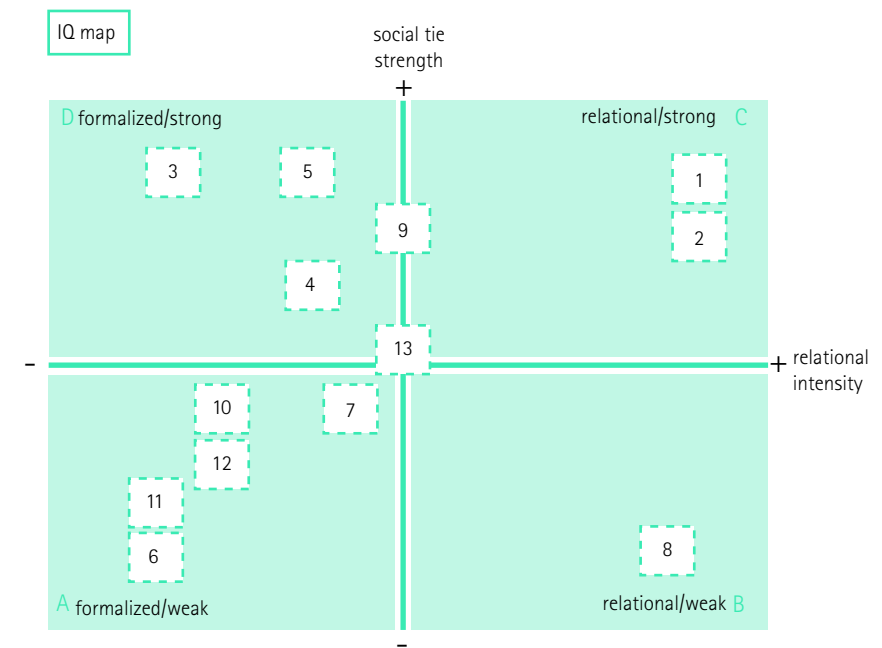 IQ map
social tie
strength
+
D formalized/strong
relational/strong C
3
5
1
9
2
4
13
-
+ relational
intensity
10
7
12
11
6
8
A formalized/weak
relational/weak B
-